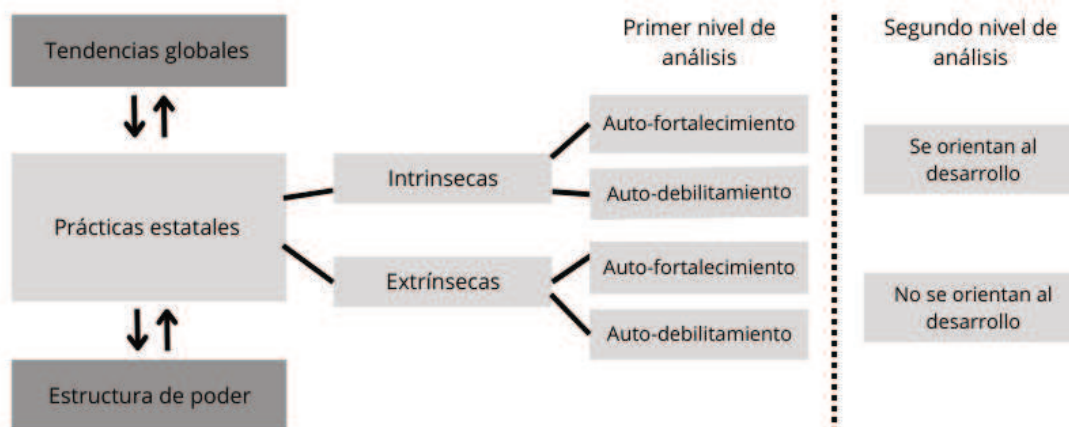 Tendencias globales
Prácticas estatales
Estructura de poder
Intrinsecas
Extrínsecas
Primer nivel de
análisis
Auto-fortalecimiento
Auto-debilitamiento
Auto-fortalecimiento
Auto-debilitamiento
Segundo nivel de
análisis
Se orientan al
desarrollo
No se orientan al
desarrollo